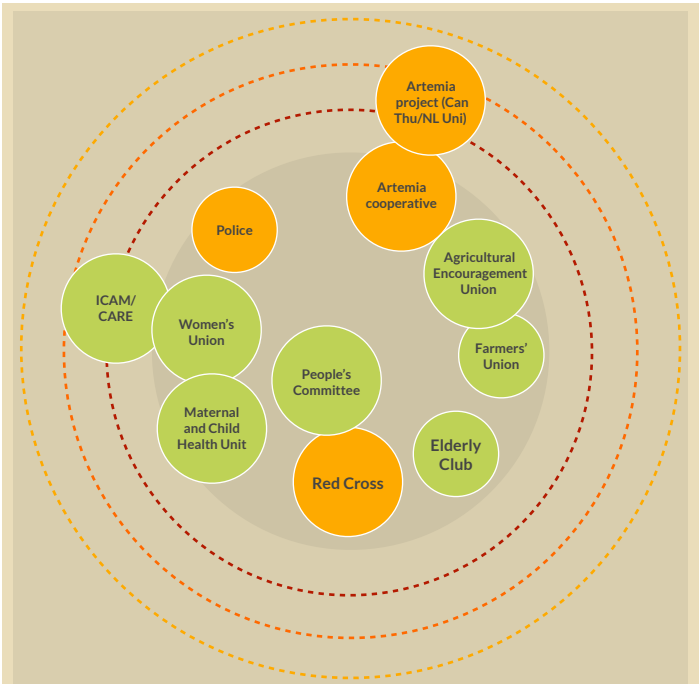 Artemia
project (Can
Thu/NL Uni)
Artemia
cooperative
Police
Agricultural
Encouragement
Union
ICAM/
CARE
Women's
Union
Farmers'
Union
People's
Committee
Maternal
and Child
Health Unit
Elderly
Club
Red Cross